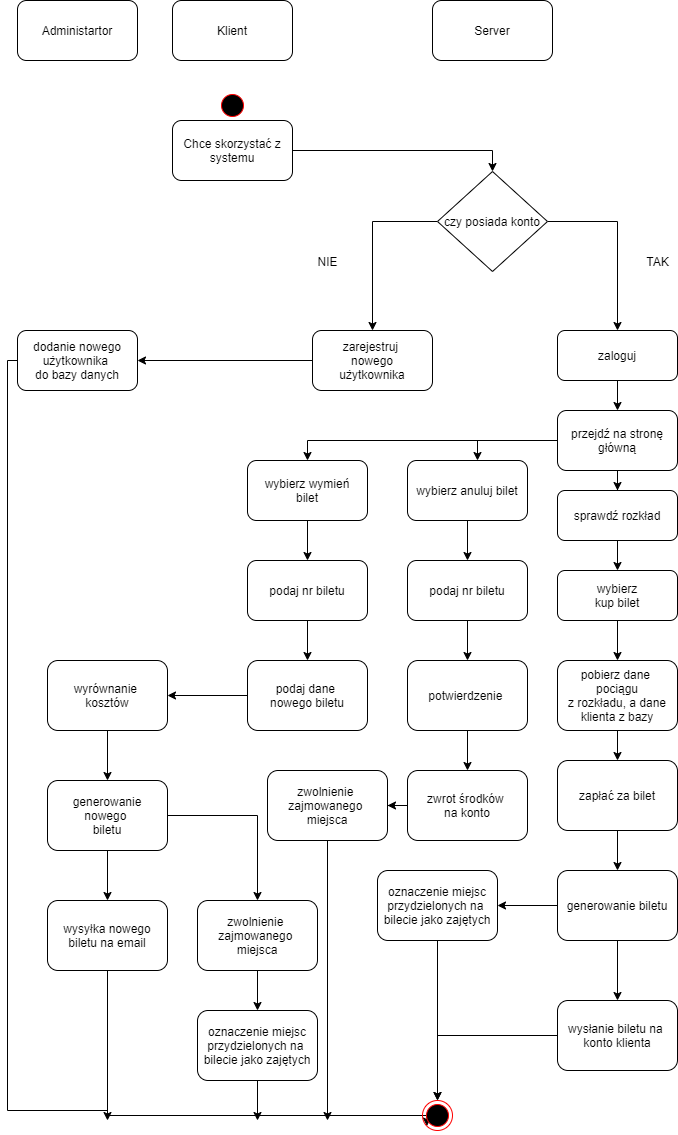 Administartor
Klient
Server
Chce skorzystać z
systemu
czy posiada konto
NIE
TAK
dodanie nowego
użytkownika
do bazy danych
zarejestruj
nowego
użytkownika
zaloguj
przejdź na stronę
główną
wybierz wymień
bilet
wybierz anuluj bilet
sprawdź rozkład
podaj nr biletu
podaj nr biletu
wybierz
kup bilet
wyrównanie
kosztów
podaj dane
nowego biletu
potwierdzenie
pobierz dane
pociągu
z rozkładu, a dane
klienta z bazy
generowanie
nowego
biletu
zwolnienie
zajmowanego
miejsca
zwrot środków
na konto
zapłać za bilet
wysyłka nowego
biletu na email
zwolnienie
zajmowanego
miejsca
oznaczenie miejsc
przydzielonych na
bilecie jako zajętych
generowanie biletu
oznaczenie miejsc
przydzielonych na
bilecie jako zajętych
wysłanie biletu na
konto klienta